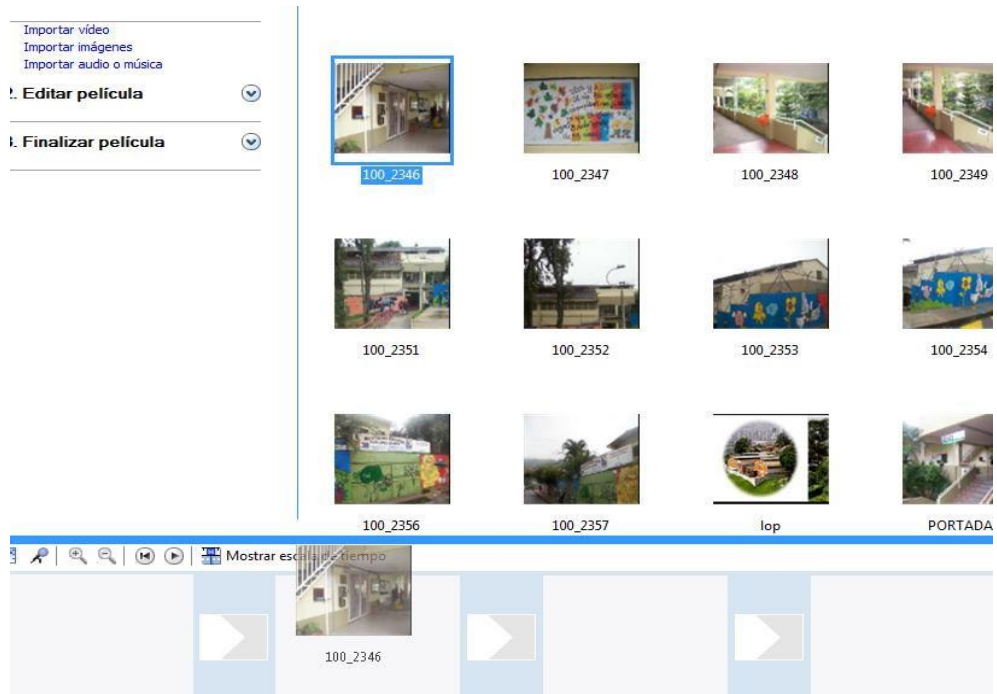 Importar vídeo
Importar imágenes
Importar audio o música
. Editar película
. Finalizar película
100_2346
100_2347
100_2348
100_2349
100_2351
100_2352
100_2353
100_2354
100_2356
100_2357
lop
PORTADA
Mostrar escala de tiempo
100_2346